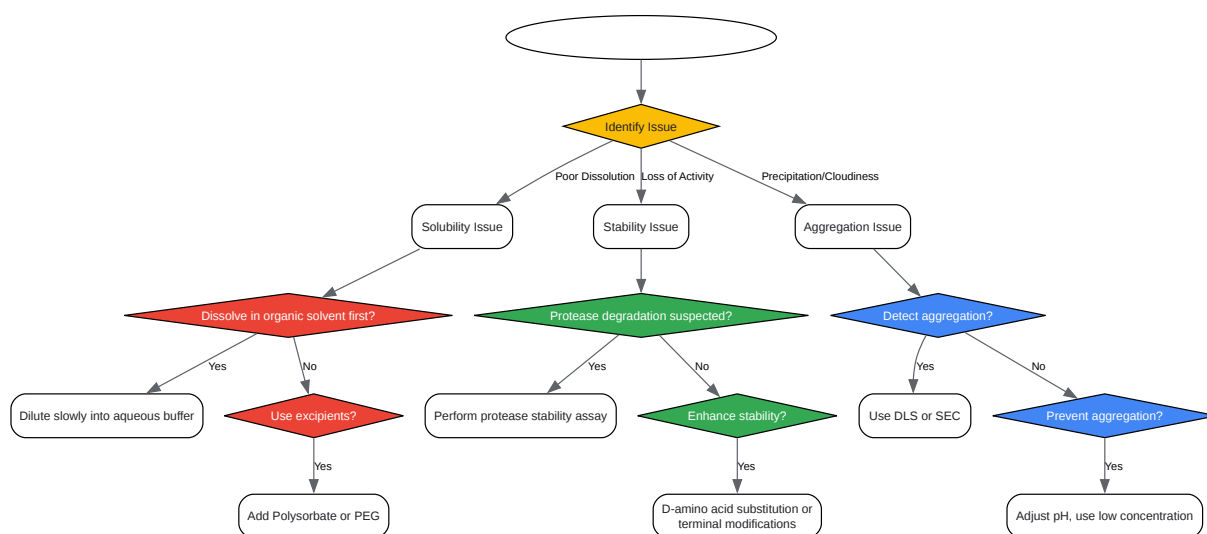 Identify Issue
Poor Dissolution
Loss of Activity
Precipitation/Cloudiness
Solubility Issue
Stability Issue
Aggregation Issue
Dissolve in organic solvent first?
Protease degradation suspected?
Detect aggregation?
Yes
No
Yes
No
Yes
No
Dilute slowly into aqueous buffer
Use excipients?
Perform protease stability assay
Enhance stability?
Use DLS or SEC
Prevent aggregation?
Yes
Yes
Yes
Add Polysorbate or PEG
D-amino acid substitution or
terminal modifications
Adjust pH, use low concentration